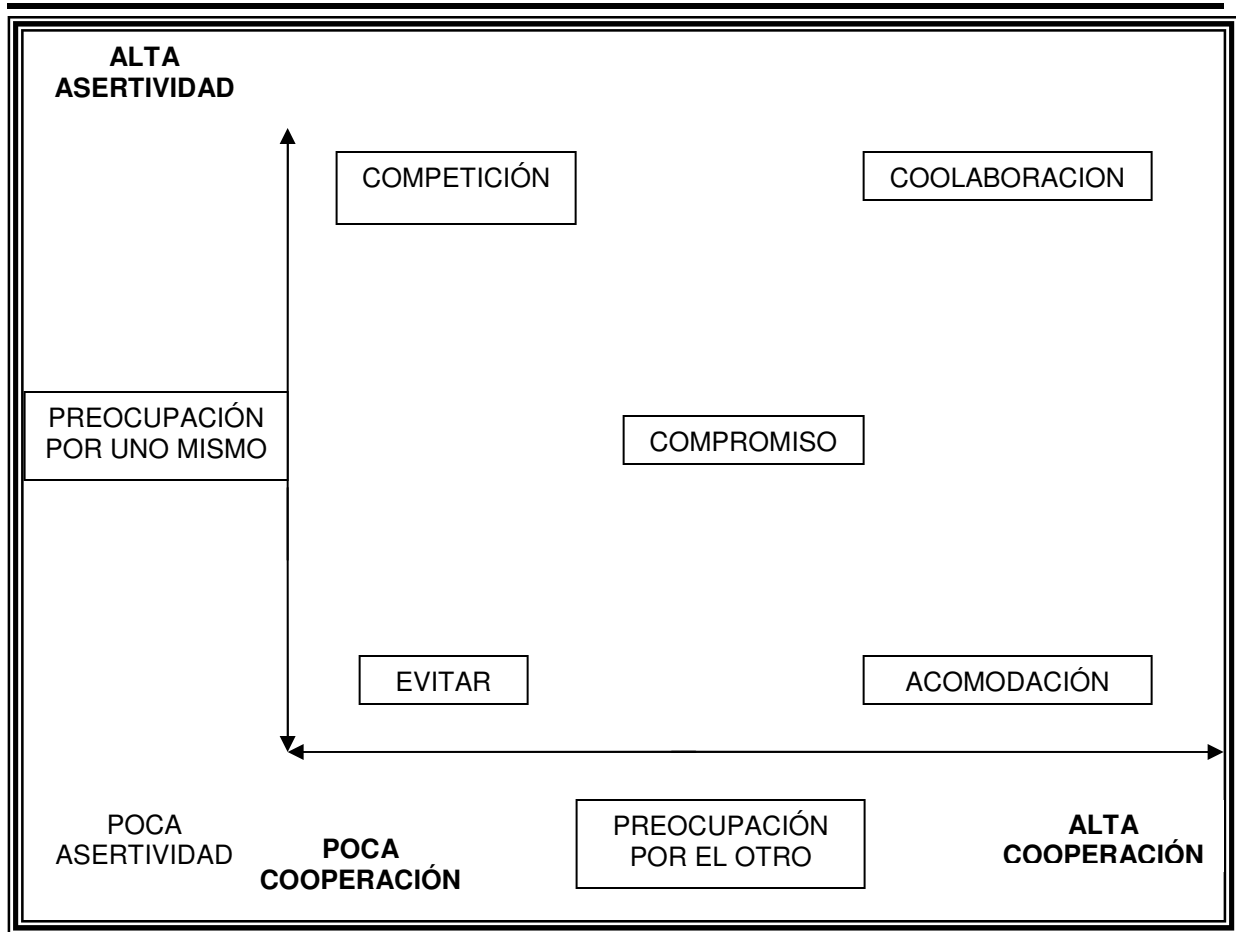 ALTA
ASERTIVIDAD
COMPETICIÓN
COOLABORACION
PREOCUPACIÓN
POR UNO MISMO
COMPROMISO
EVITAR
ACOMODACIÓN
POCA
ASERTIVIDAD
POCA
COOPERACIÓN
PREOCUPACIÓN
POR EL OTRO
ALTA
COOPERACIÓN